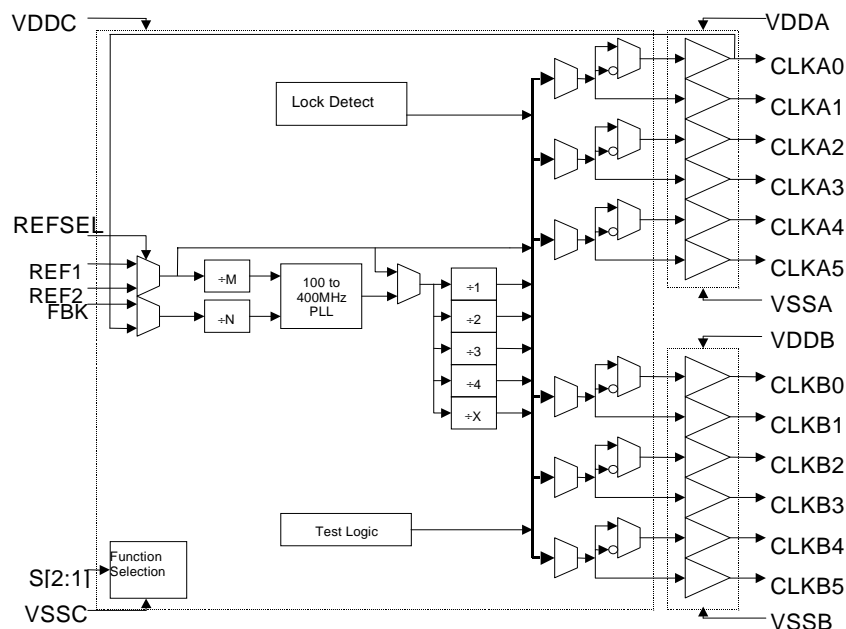 VDDC
VDDA
CLKA0
Lock Detect
CLKA1
CLKA2
CLKA3
REFSEL
CLKA4
REF1
÷M
100 to
400MHz
PLL
÷1
CLKA5
REF2
FBK
÷N
÷2
VSSA
÷3
VDDB
÷4
CLKB0
÷X
CLKB1
CLKB2
CLKB3
Test Logic
CLKB4
Function
Selection
S[2:1]
CLKB5
VSSC
VSSB